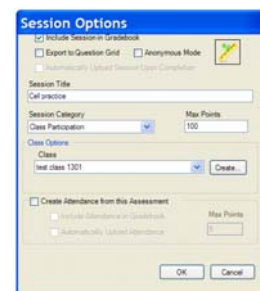 Session Options
Include Session in Gradebook
Export to Question Grid Anonymous Mode
Automatically Upload Session Upon Completion
Session Title
Cell practice
Session Category Max Points
Class Participation 100
Class Options
Class
test class 1301 Create...
Create Attendance from this Assessment
Include Attendance in Gradebook Max Points
Automatically Upload Attendance
OK Cancel